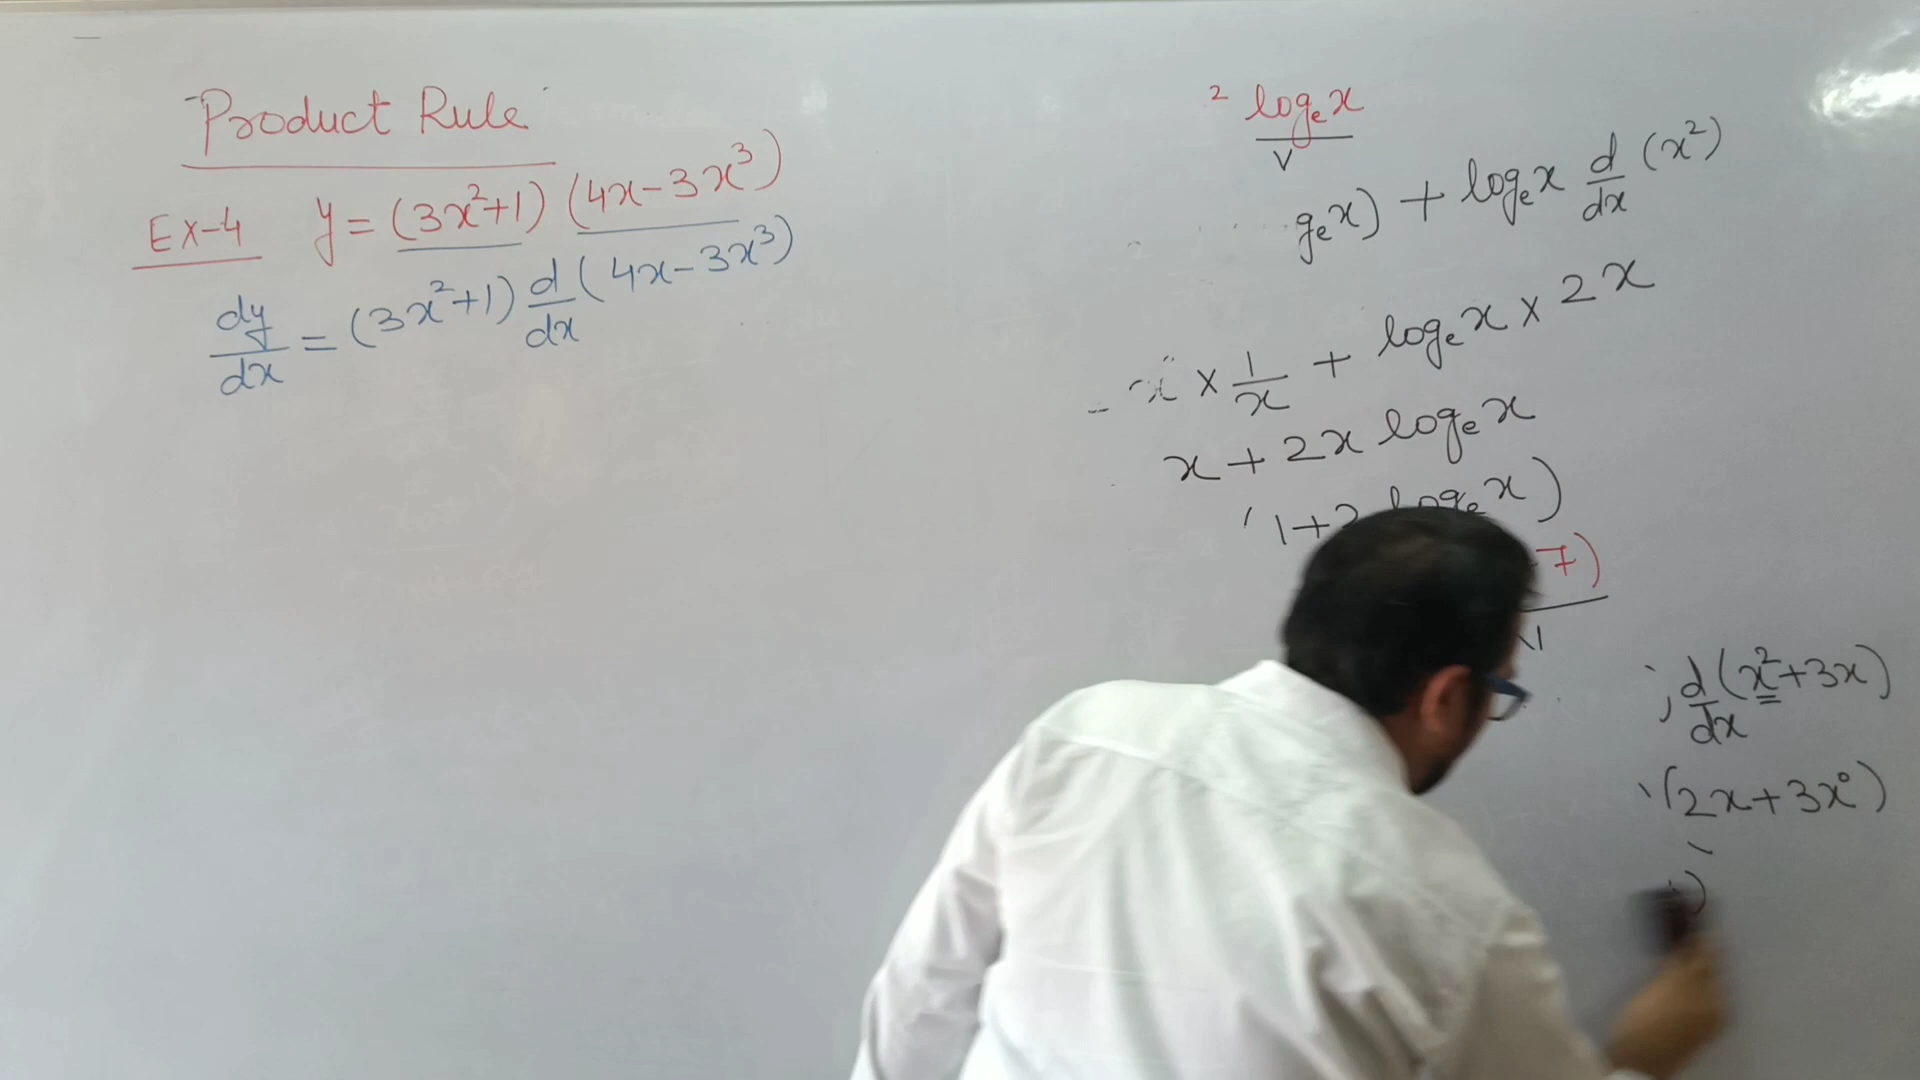 Product Rule
Ex-4 y = (3x²+1) (4x-3x³)
dy/dx = (3x²+1) d/dx (4x-3x³)
² logₑx
V
gₑx) + logₑx d/dx (x²)
x × 1/x + logₑx × 2x
x + 2x logₑx
1+2 logₑx)
7)
d/dx (x²+3x)
(2x+3x⁰)